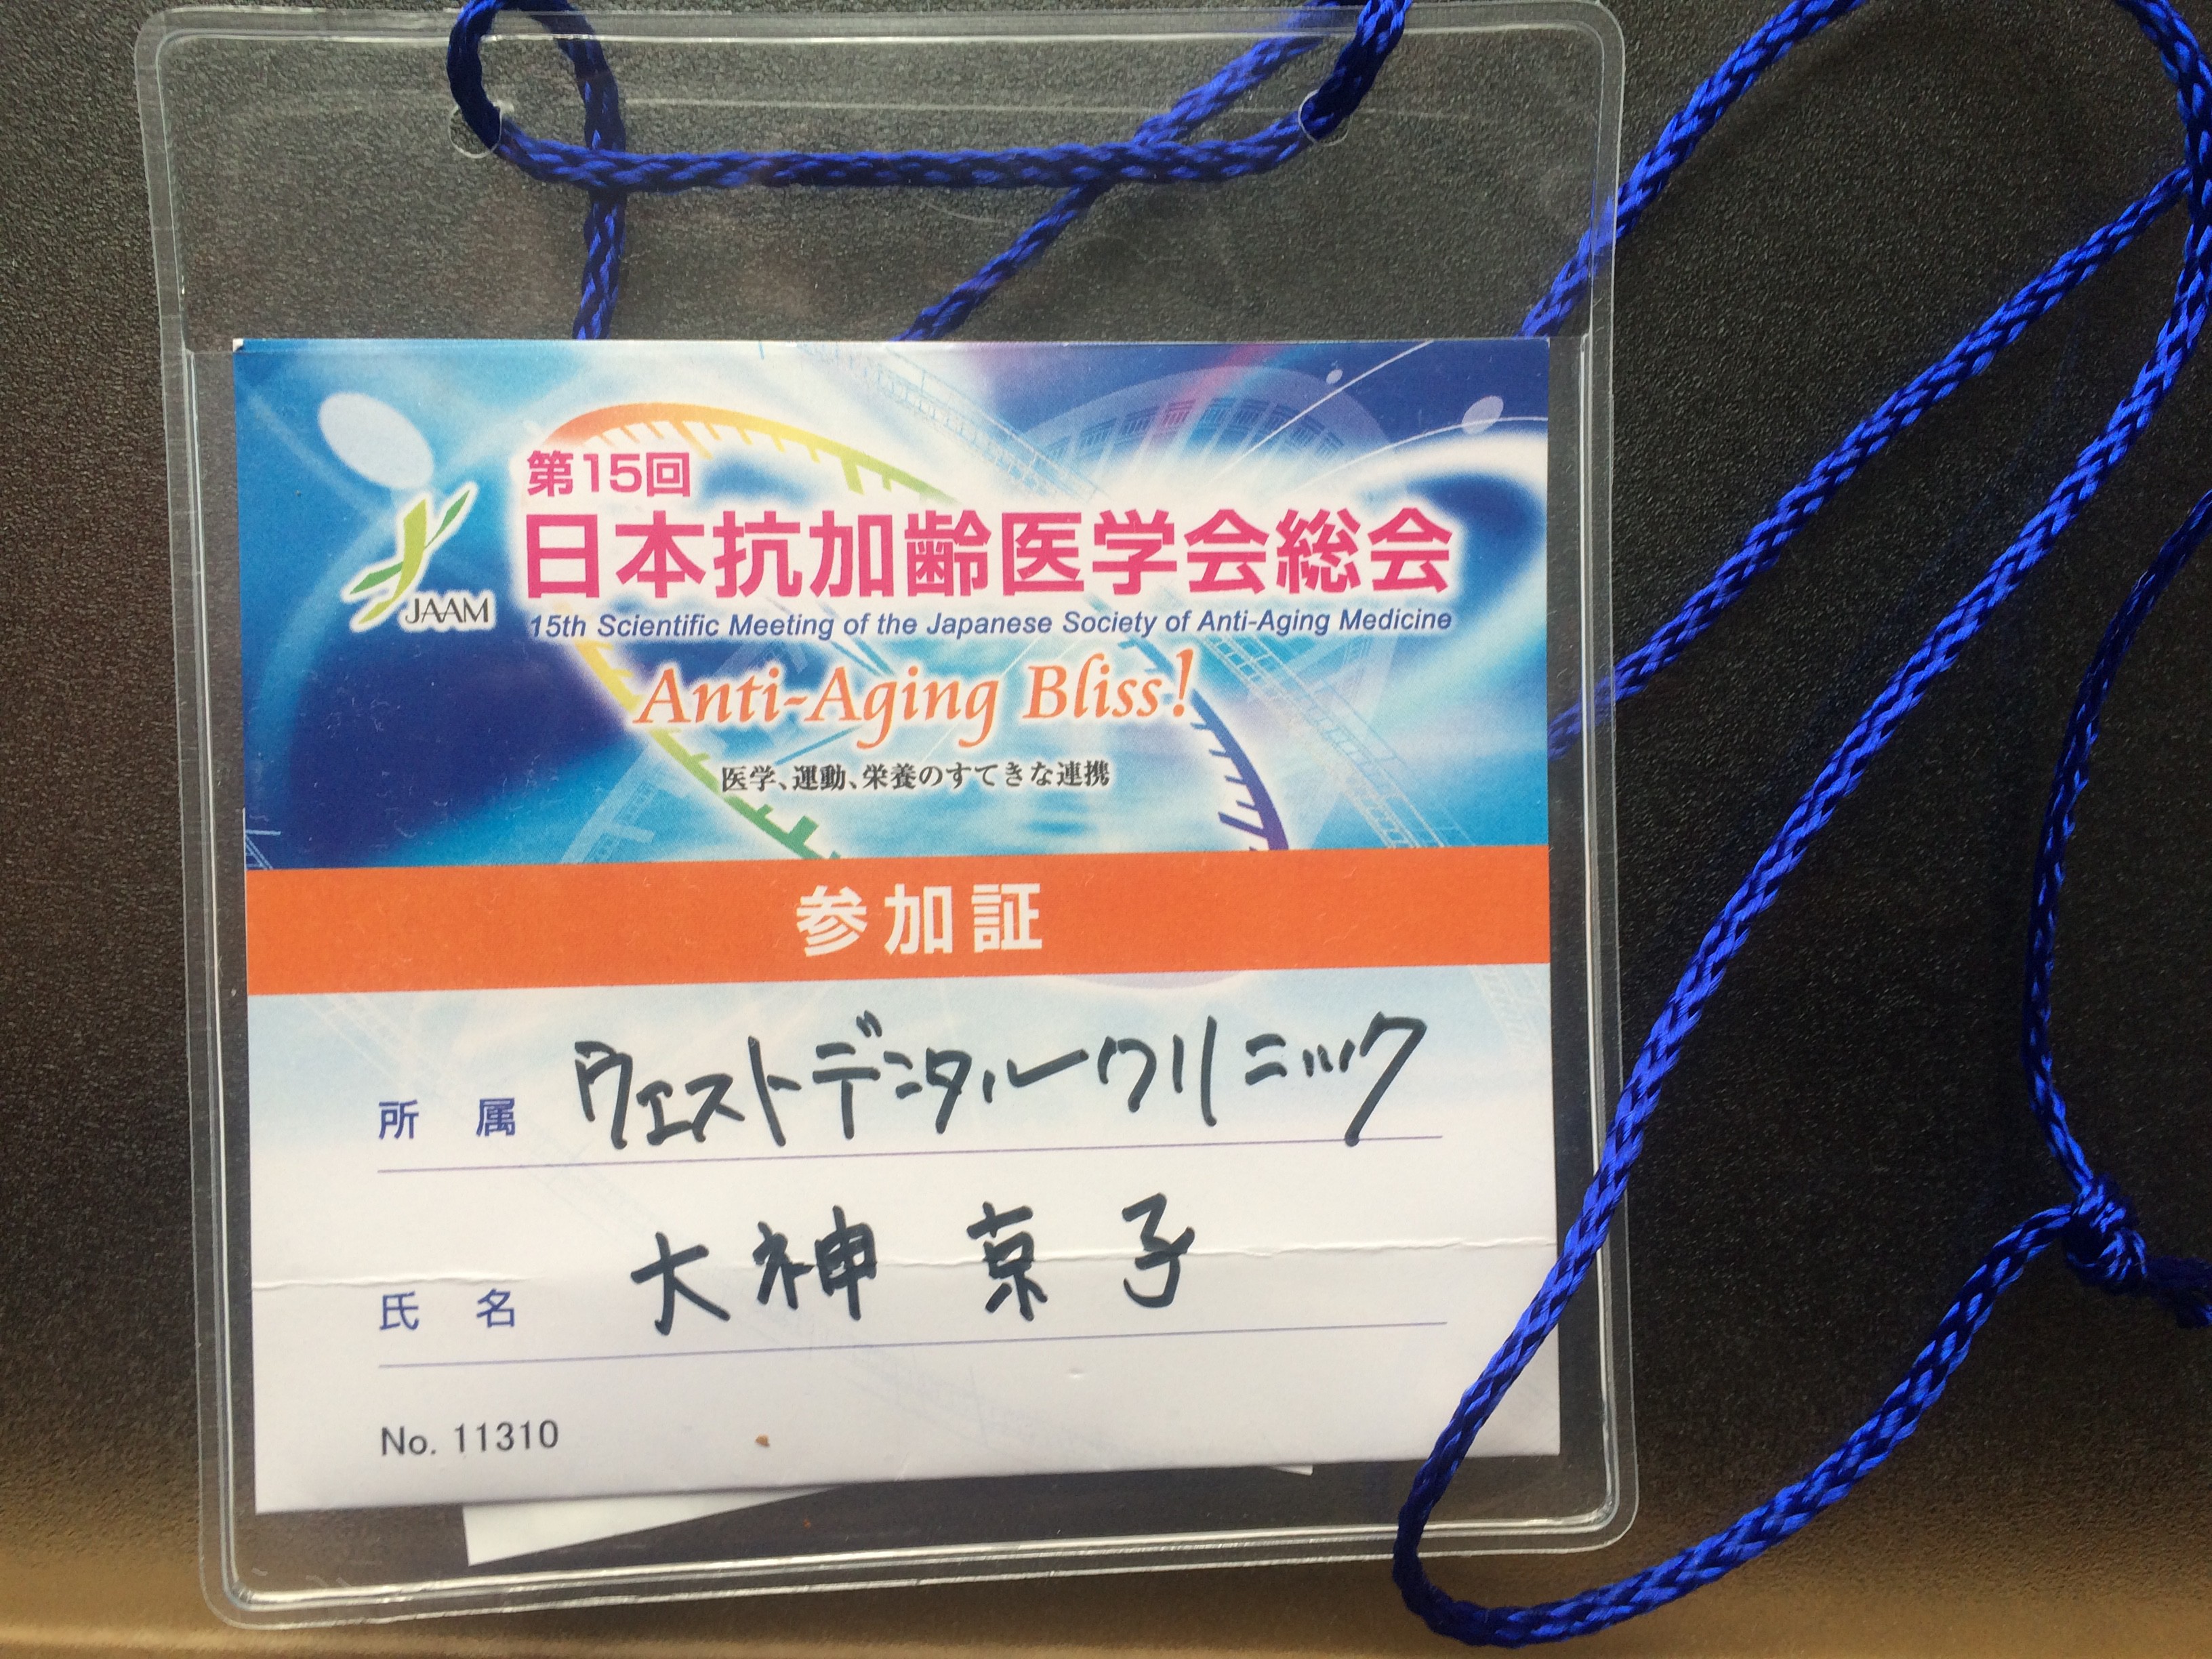 第15回
日本抗加齢医学会総会
JAAM
15th Scientific Meeting of the Japanese Society of Anti-Aging Medicine
Anti-Aging Bliss!
医学、運動、栄養のすてきな連携
参加証
所 属 ウェストデンタルクリニック
氏 名 大神 京子
No. 11310